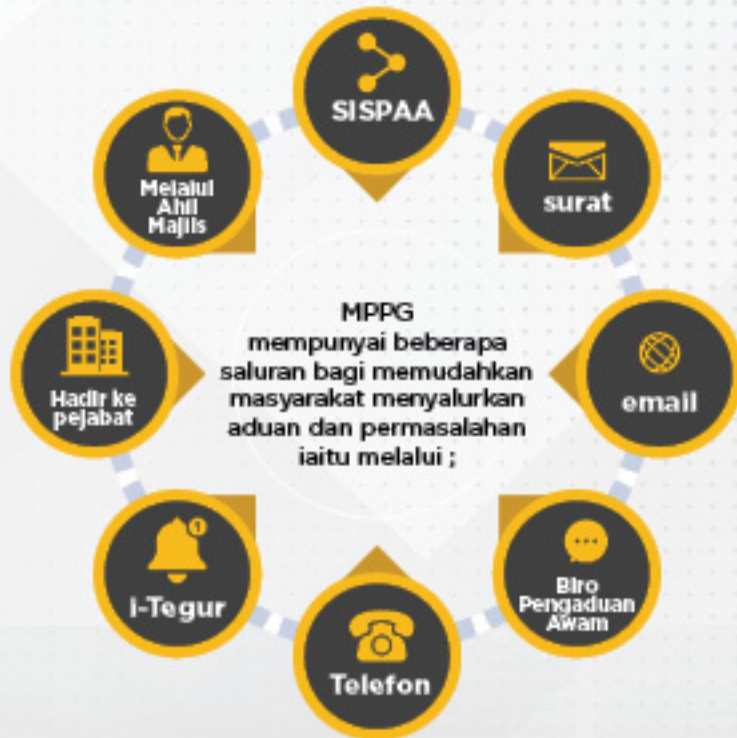 SISPAA
surat
email
Biro
Pengaduan
Awam
Telefon
i-Tegur
1
Hadir ke
pejabat
Melalui
Ahli
Majlis
MPPG
mempunyai beberapa
saluran bagi memudahkan
masyarakat menyalurkan
aduan dan permasalahan
iaitu melalui ;